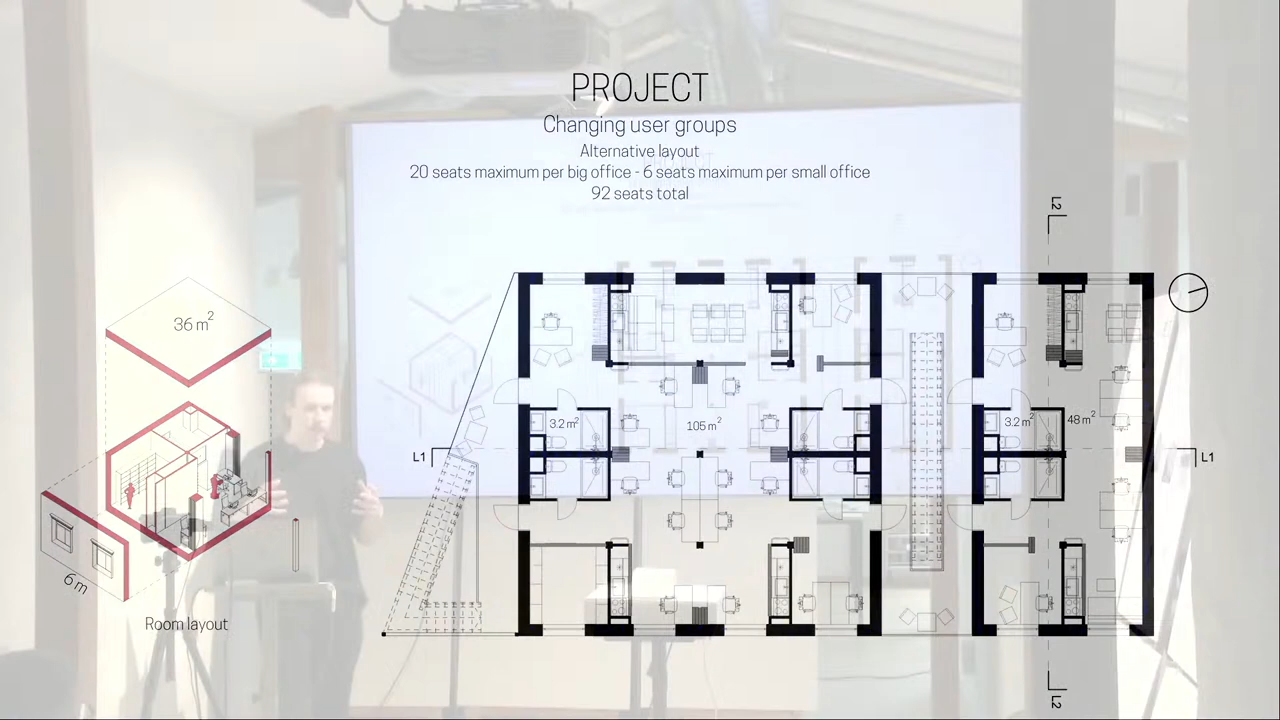 PROJECT
Changing user groups
Alternative layout
20 seats maximum per big office - 6 seats maximum per small office
92 seats total
L2
36 m²
3.2 m²
105 m²
3.2 m²
48 m²
L1
L1
6 m
Room layout
L2